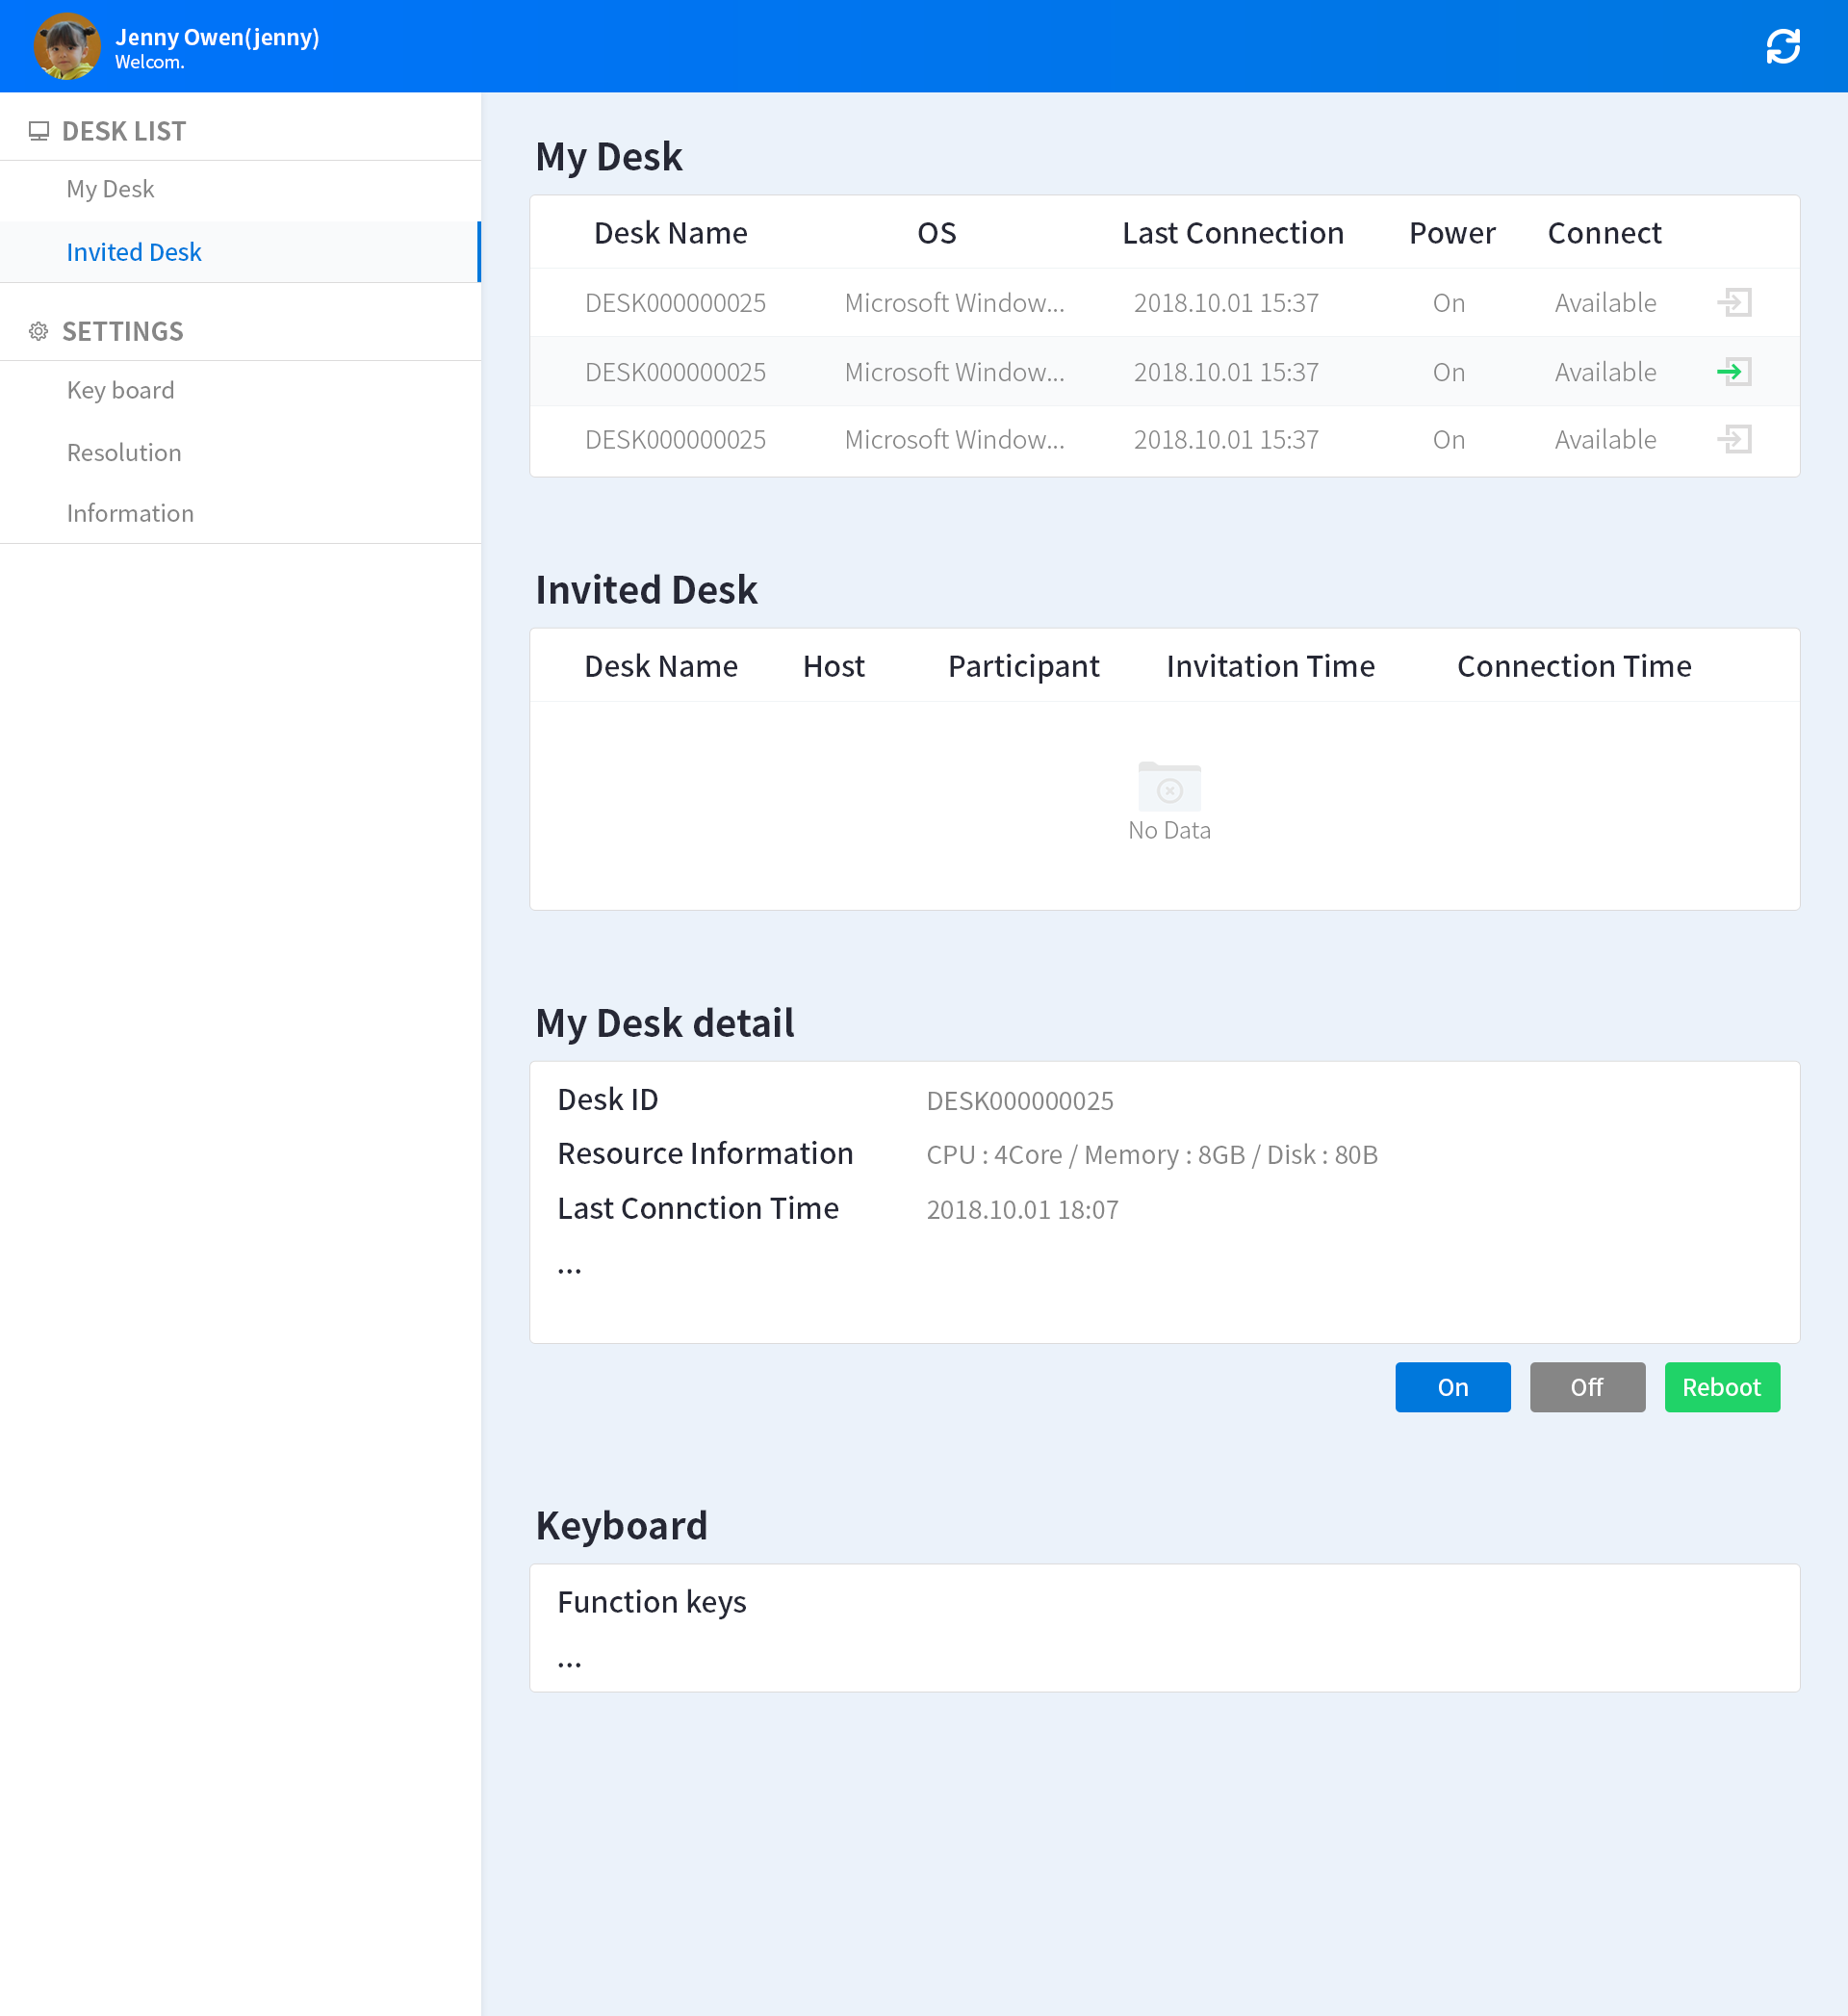 Jenny Owen(jenny)
Welcom.
DESK LIST
My Desk
Invited Desk
SETTINGS
Key board
Resolution
Information
My Desk
Desk Name OS Last Connection Power Connect
DESK000000025 Microsoft Window... 2018.10.01 15:37 On Available
DESK000000025 Microsoft Window... 2018.10.01 15:37 On Available
DESK000000025 Microsoft Window... 2018.10.01 15:37 On Available
Invited Desk
Desk Name Host Participant Invitation Time Connection Time
No Data
My Desk detail
Desk ID DESK000000025
Resource Information CPU : 4Core / Memory : 8GB / Disk : 80B
Last Connction Time 2018.10.01 18:07
...
On Off Reboot
Keyboard
Function keys
...